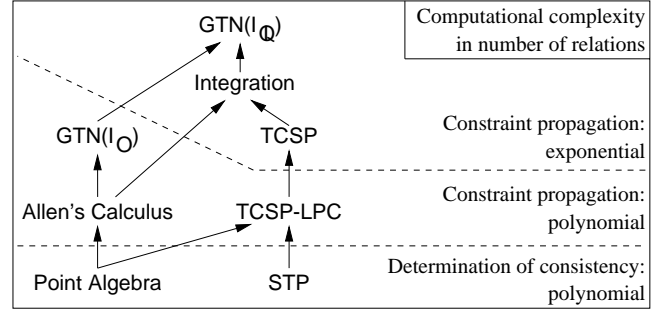 GTN(I_Q)
Computational complexity
in number of relations
Integration
GTN(I_O)
TCSP
Constraint propagation:
exponential
Allen's Calculus
TCSP-LPC
Constraint propagation:
polynomial
Point Algebra
STP
Determination of consistency:
polynomial